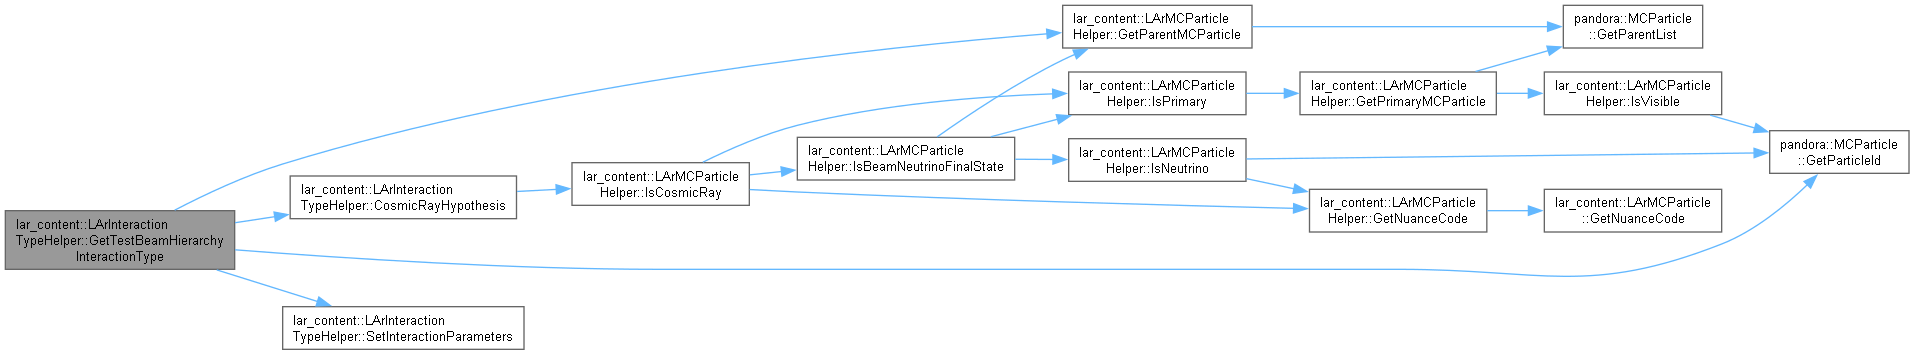 lar_content::LArInteraction
TypeHelper::GetTestBeamHierarchy
InteractionType
lar_content::LArInteraction
TypeHelper::CosmicRayHypothesis
lar_content::LArInteraction
TypeHelper::SetInteractionParameters
lar_content::LArMCParticle
Helper::IsCosmicRay
lar_content::LArMCParticle
Helper::IsBeamNeutrinoFinalState
lar_content::LArMCParticle
Helper::GetParentMCParticle
lar_content::LArMCParticle
Helper::IsPrimary
lar_content::LArMCParticle
Helper::IsNeutrino
lar_content::LArMCParticle
Helper::GetPrimaryMCParticle
lar_content::LArMCParticle
Helper::GetNuanceCode
pandora::MCParticle
::GetParentList
lar_content::LArMCParticle
Helper::IsVisible
lar_content::LArMCParticle
::GetNuanceCode
pandora::MCParticle
::GetParticleId